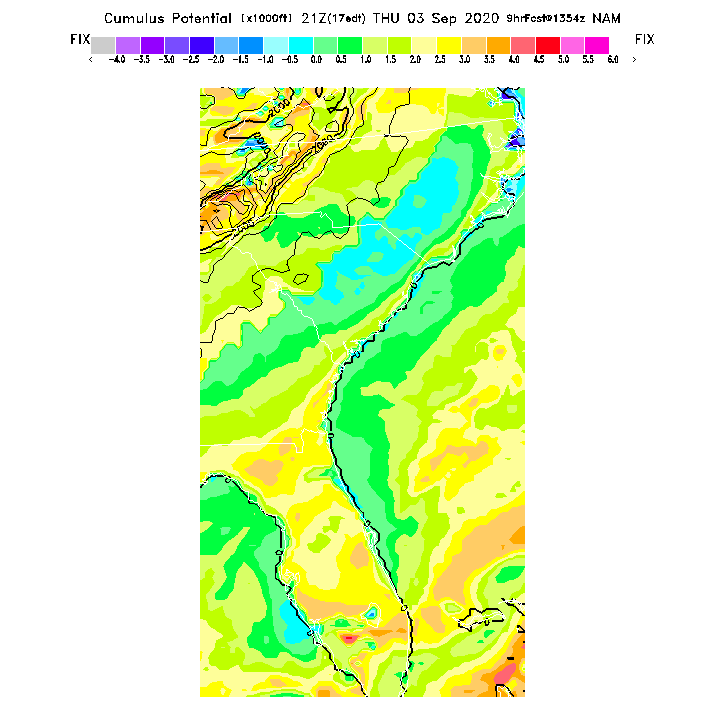 Cumulus Potential [x1000ft] 21Z(17edt) THU 03 Sep 2020 9hrFcst@1354z NAM
FIX FIX
< -4.0 -3.5 -3.0 -2.5 -2.0 -1.5 -1.0 -0.5 0.0 0.5 1.0 1.5 2.0 2.5 3.0 3.5 4.0 4.5 5.0 5.5 6.0 >
2000
2000